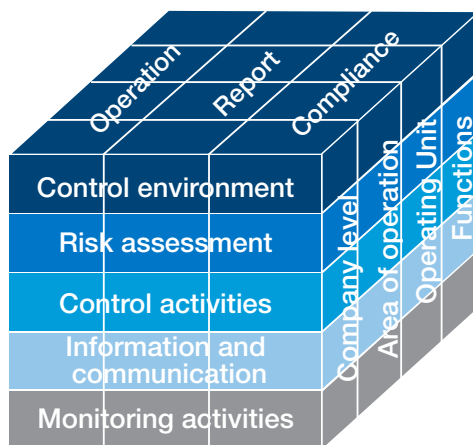 Operation
Report
Compliance
Control environment
Risk assessment
Control activities
Information and
communication
Monitoring activities
Company level
Area of operation
Operating Unit
Functions